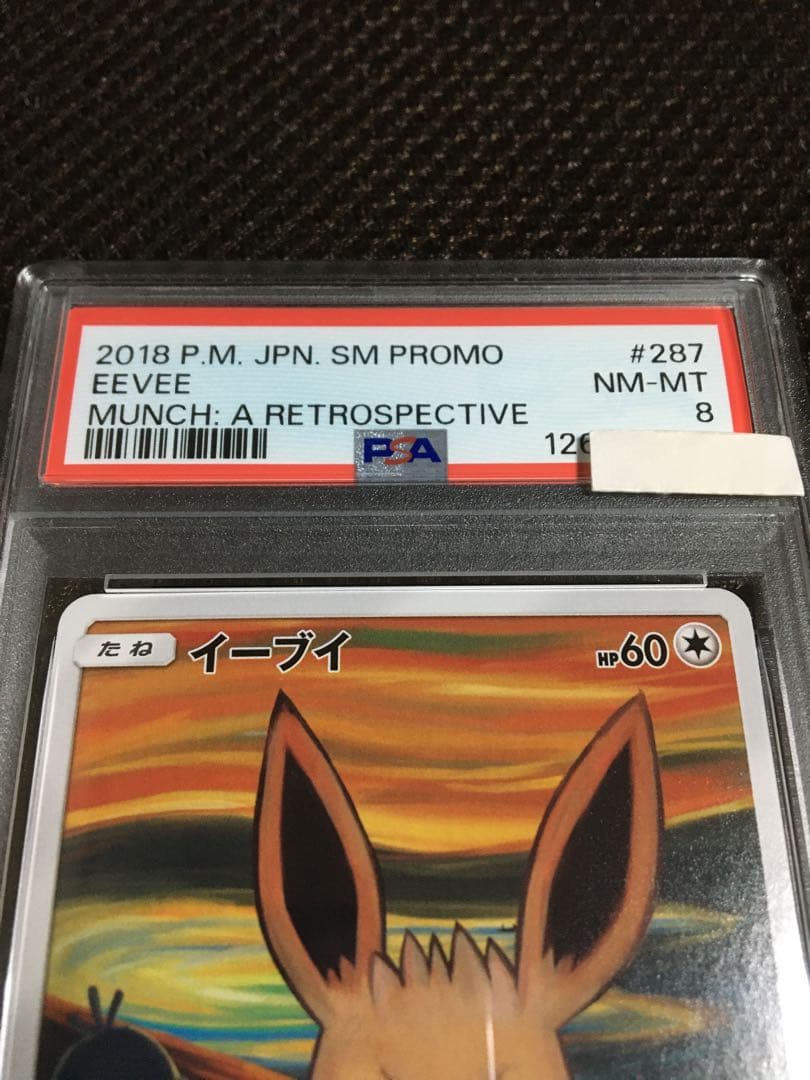 2018 P.M. JPN. SM PROMO #287
EEVEE NM-MT
MUNCH: A RETROSPECTIVE 8
PSA 126
たね イーブイ HP60